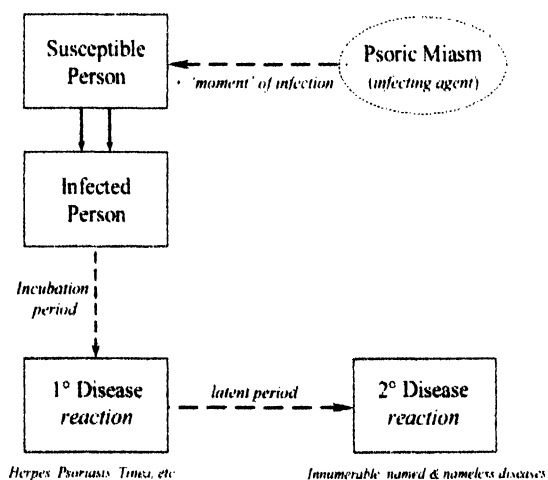 Susceptible
Person
Psoric Miasm
(infecting agent)
'moment' of infection
Infected
Person
Incubation
period
1° Disease
reaction
latent period
2° Disease
reaction
Herpes, Psoriasis, Tinea, etc
Innumerable, named & nameless diseases